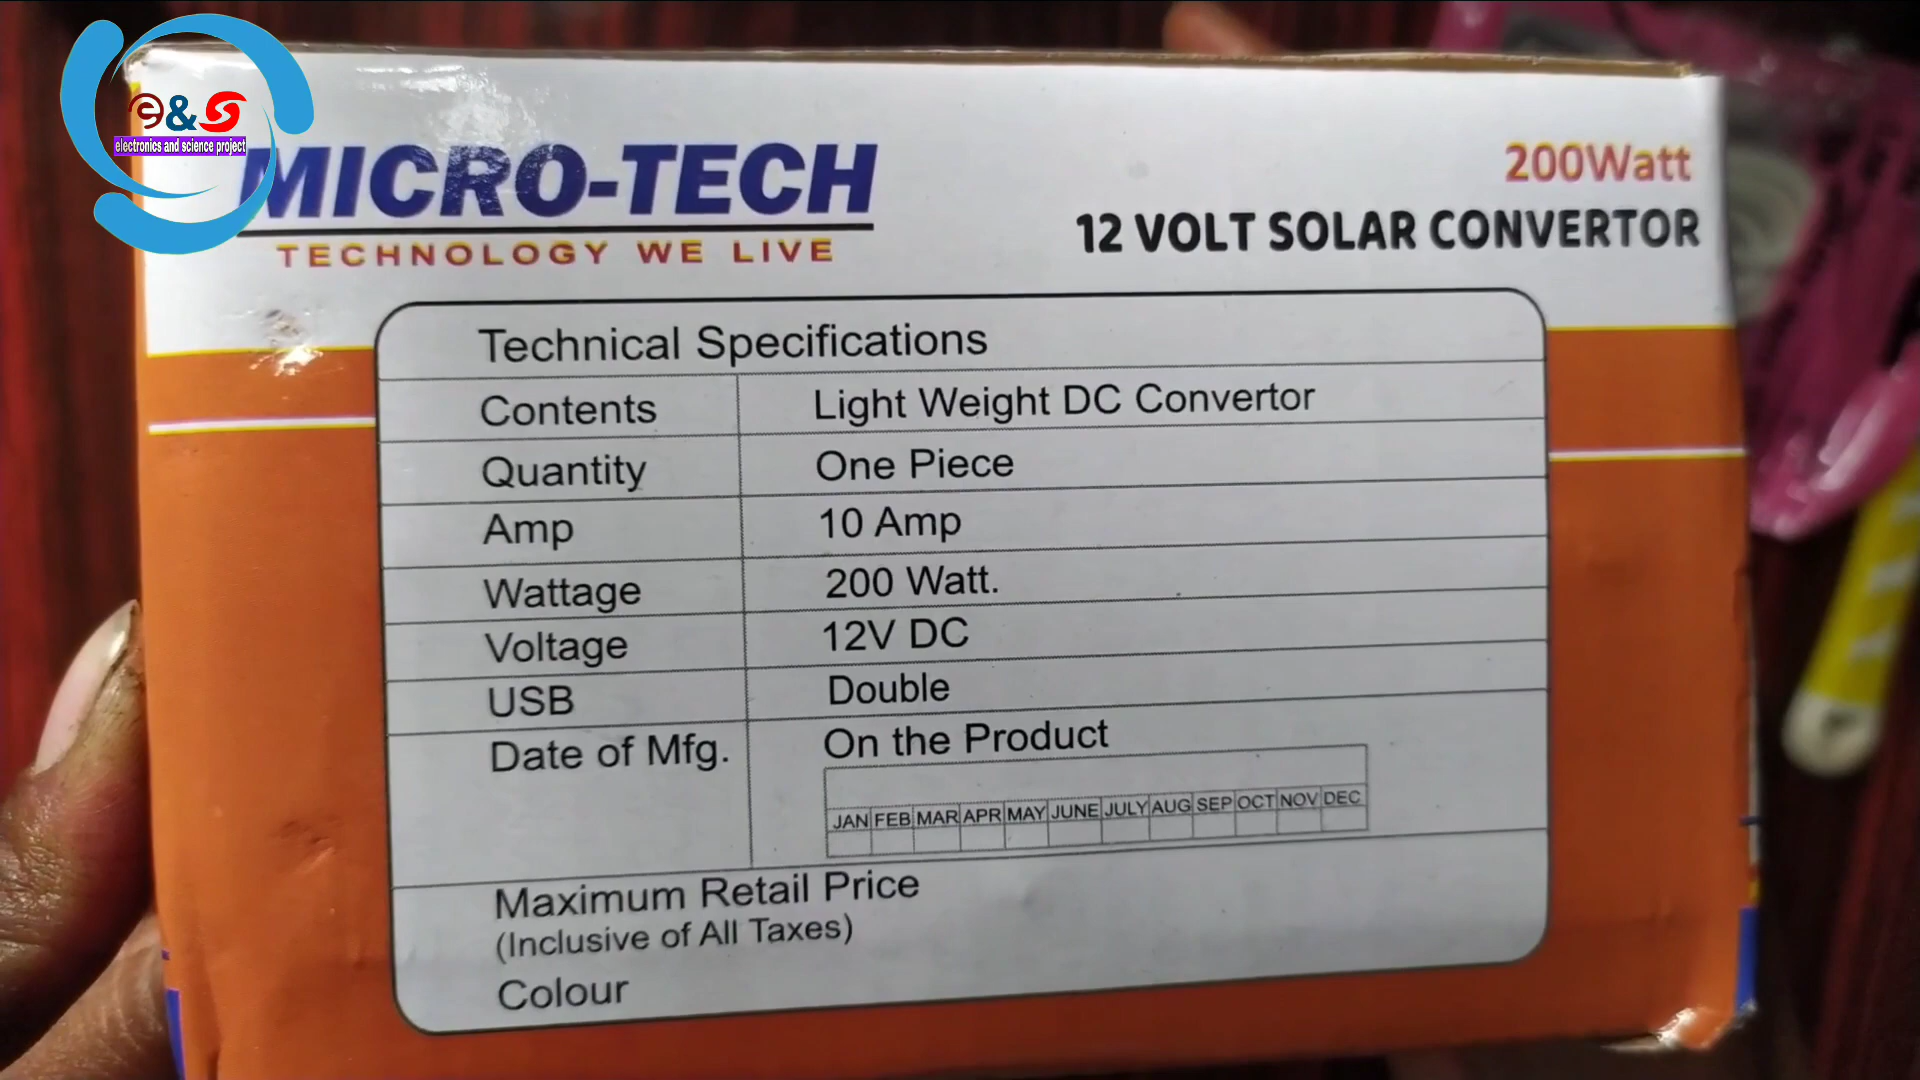 e&s
electronics and science project
MICRO-TECH
TECHNOLOGY WE LIVE
200Watt
12 VOLT SOLAR CONVERTOR
Technical Specifications
Contents Light Weight DC Convertor
Quantity One Piece
Amp 10 Amp
Wattage 200 Watt.
Voltage 12V DC
USB Double
Date of Mfg. On the Product
JAN FEB MAR APR MAY JUNE JULY AUG SEP OCT NOV DEC
Maximum Retail Price
(Inclusive of All Taxes)
Colour